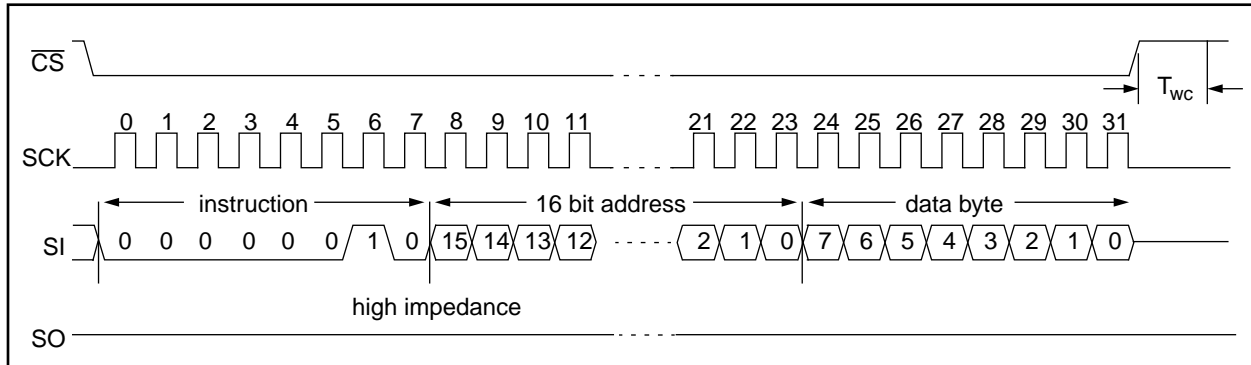 CS
T_WC
0 1 2 3 4 5 6 7 8 9 10 11 21 22 23 24 25 26 27 28 29 30 31
SCK
instruction 16 bit address data byte
SI 0 0 0 0 0 0 1 0 15 14 13 12 2 1 0 7 6 5 4 3 2 1 0
high impedance
SO